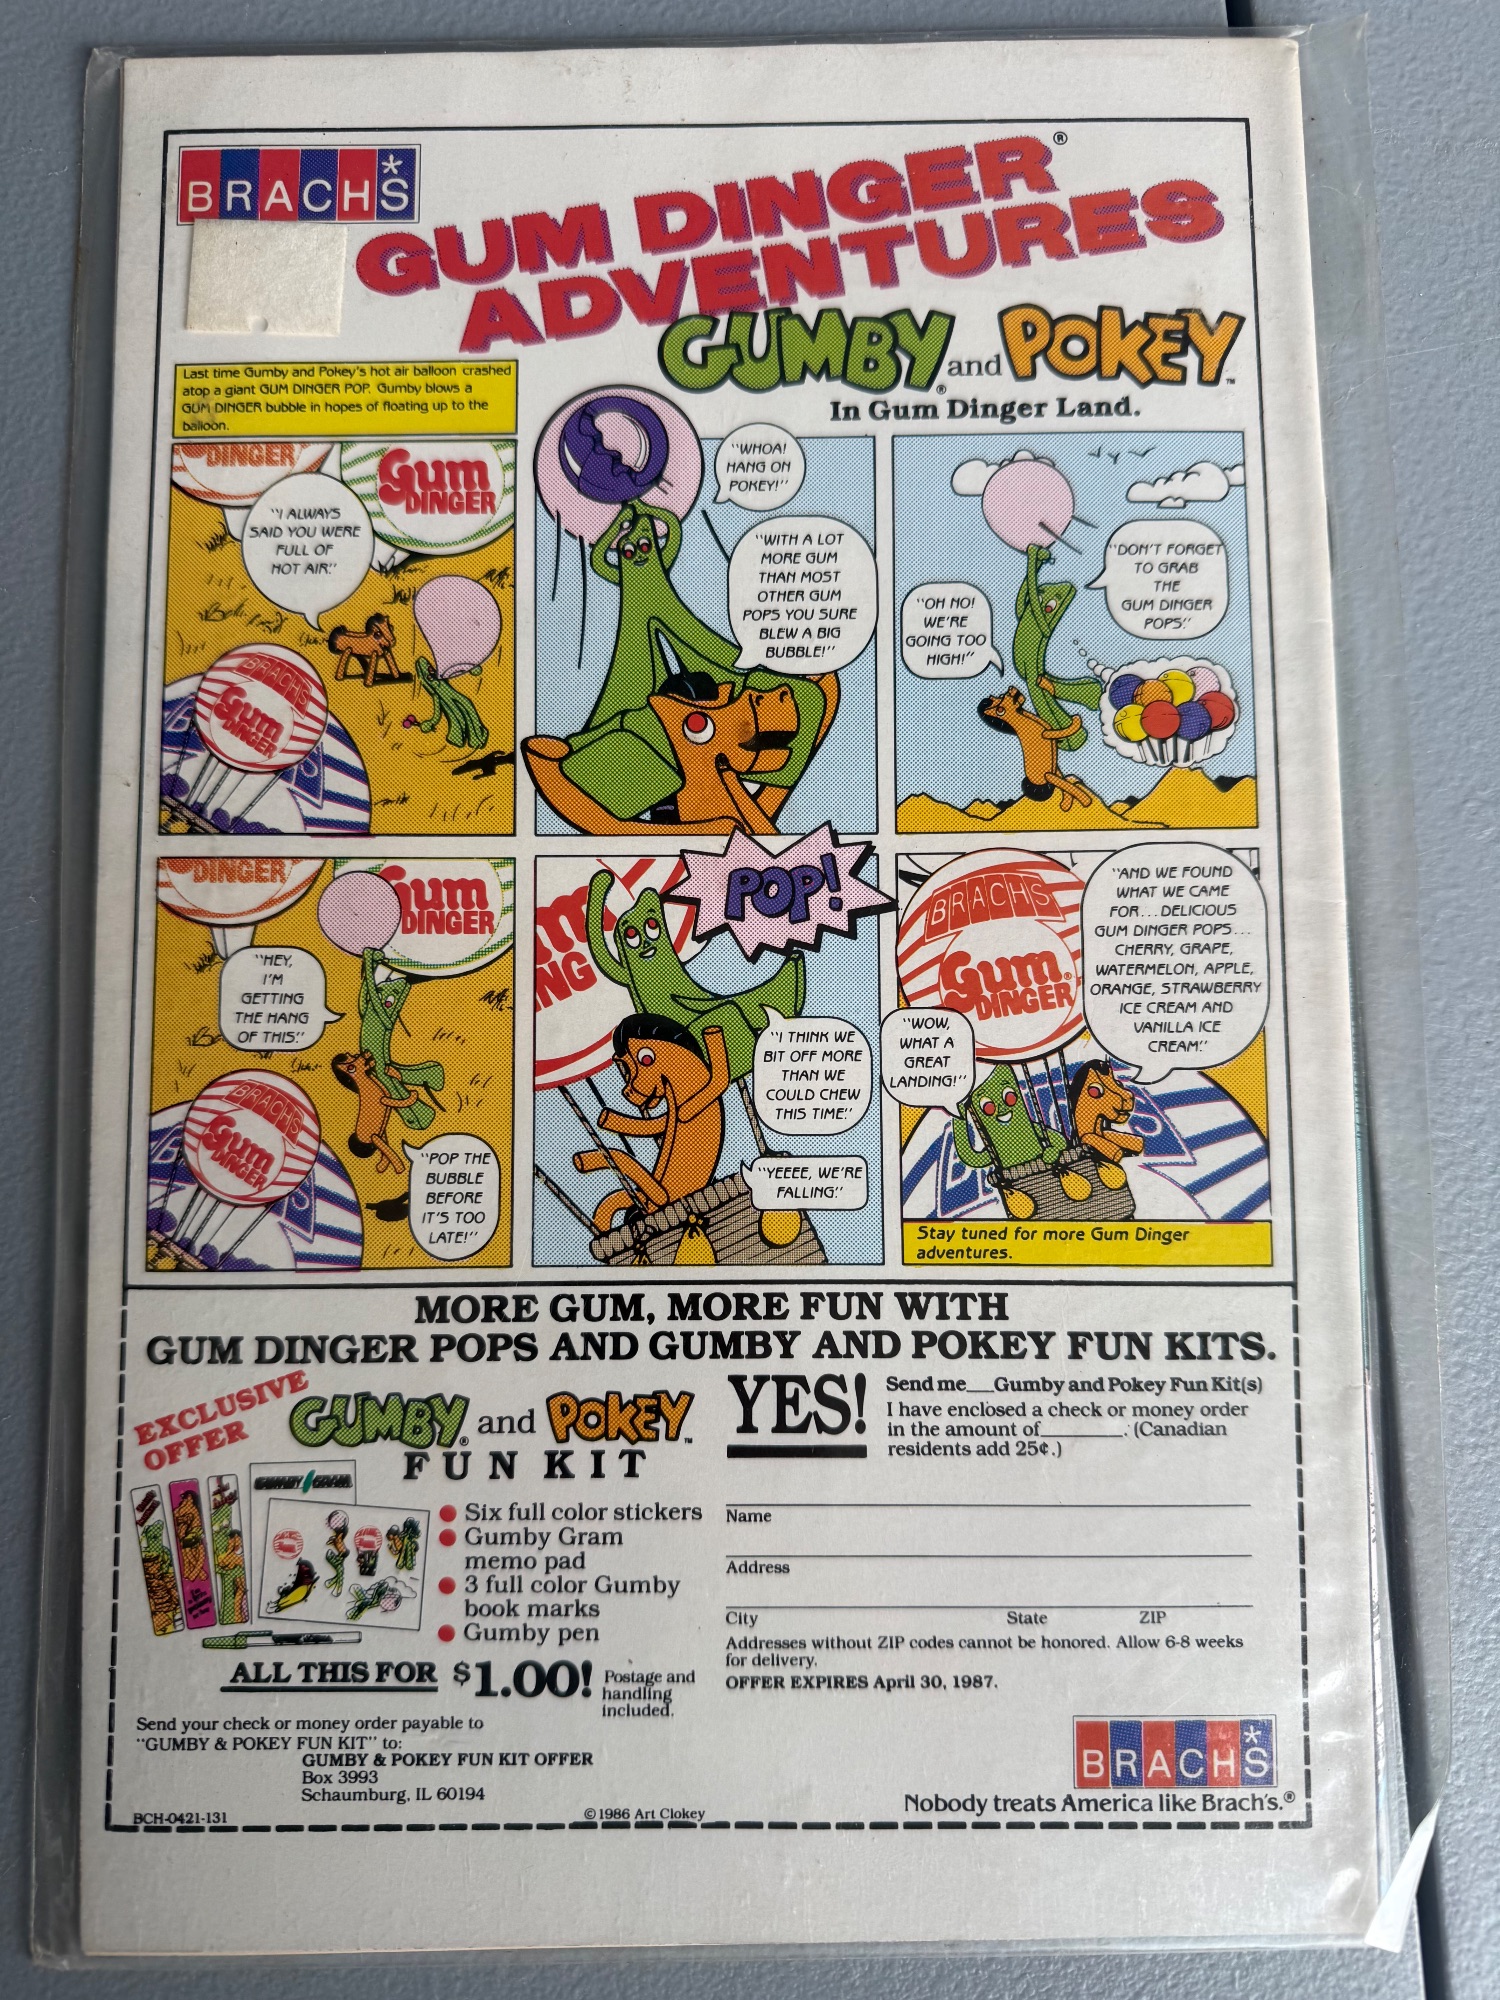 BRACH'S
GUM DINGER®
ADVENTURES
GUMBY® and POKEY™
In Gum Dinger Land.
Last time Gumby and Pokey's hot air balloon crashed
atop a giant GUM DINGER POP. Gumby blows a
GUM DINGER bubble in hopes of floating up to the
balloon.
DINGER
Gum
DINGER
"I ALWAYS
SAID YOU WERE
FULL OF
HOT AIR."
BRACH'S
Gum
DINGER
"WHOA!
HANG ON
POKEY!"
"WITH A LOT
MORE GUM
THAN MOST
OTHER GUM
POPS YOU SURE
BLEW A BIG
BUBBLE!"
"OH NO!
WE'RE
GOING TOO
HIGH!"
"DON'T FORGET
TO GRAB
THE
GUM DINGER
POPS."
DINGER
Gum
DINGER
"HEY,
I'M
GETTING
THE HANG
OF THIS."
BRACH'S
Gum
DINGER
"POP THE
BUBBLE
BEFORE
IT'S TOO
LATE!"
POP!
um
NG
"I THINK WE
BIT OFF MORE
THAN WE
COULD CHEW
THIS TIME."
"YEEEE, WE'RE
FALLING."
BRACH'S
Gum®
DINGER
"AND WE FOUND
WHAT WE CAME
FOR...DELICIOUS
GUM DINGER POPS...
CHERRY, GRAPE,
WATERMELON, APPLE,
ORANGE, STRAWBERRY
ICE CREAM AND
VANILLA ICE
CREAM."
"WOW,
WHAT A
GREAT
LANDING!"
Stay tuned for more Gum Dinger
adventures.
MORE GUM, MORE FUN WITH
GUM DINGER POPS AND GUMBY AND POKEY FUN KITS.
EXCLUSIVE
OFFER
GUMBY® and POKEY™
FUN KIT
GUMBY GRAM
● Six full color stickers
● Gumby Gram
memo pad
● 3 full color Gumby
book marks
● Gumby pen
ALL THIS FOR $1.00! Postage and
handling
included.
Send your check or money order payable to
"GUMBY & POKEY FUN KIT" to:
GUMBY & POKEY FUN KIT OFFER
Box 3993
Schaumburg, IL 60194
BCH-0421-131
©1986 Art Clokey
YES!
Send me__Gumby and Pokey Fun Kit(s)
I have enclosed a check or money order
in the amount of________. (Canadian
residents add 25¢.)
Name
Address
City State ZIP
Addresses without ZIP codes cannot be honored. Allow 6-8 weeks
for delivery.
OFFER EXPIRES April 30, 1987.
BRACH'S
Nobody treats America like Brach's.®